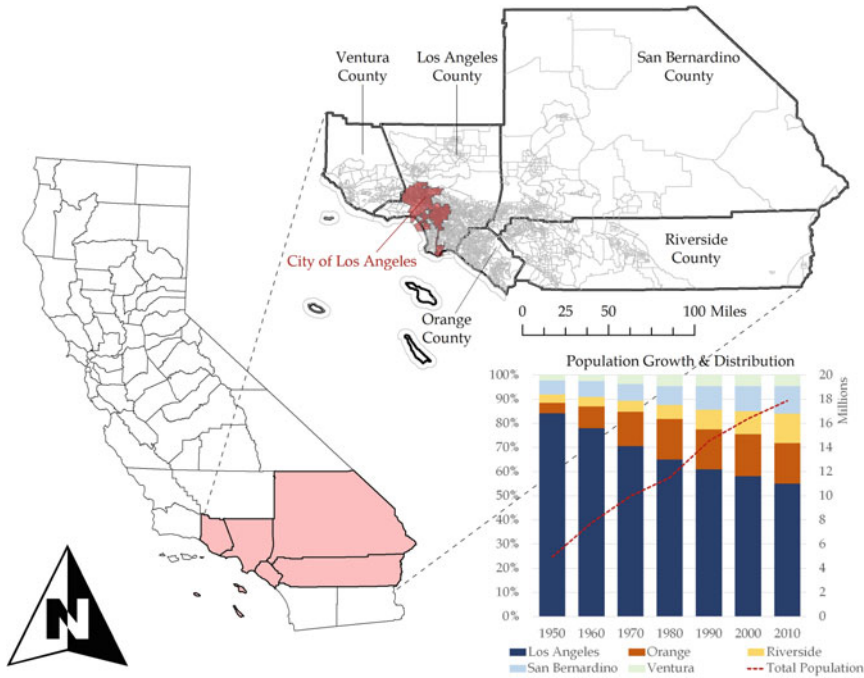 Ventura
County
Los Angeles
County
San Bernardino
County
City of Los Angeles
Riverside
County
Orange
County
0 25 50 100 Miles
N
Population Growth & Distribution
100%
90%
80%
70%
60%
50%
40%
30%
20%
10%
0%
20
18
16
14
12
10
8
6
4
2
0
Millions
1950 1960 1970 1980 1990 2000 2010
Los Angeles Orange Riverside
San Bernardino Ventura Total Population